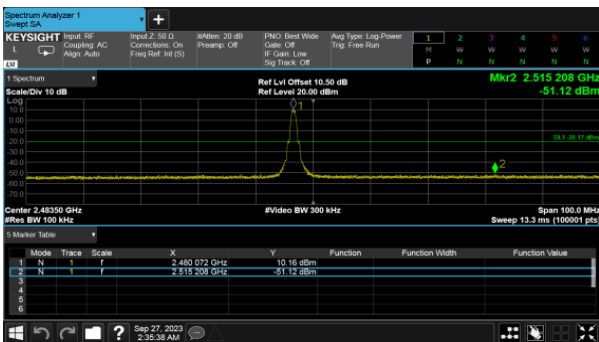 Spectrum Analyzer 1
Swept SA
KEYSIGHT Input: RF Input Z: 50 Ω #Atten: 20 dB PNO: Best Wide Avg Type: Log-Power 1 2 3 4 5 6
L Coupling: AC Corrections: On Preamp: Off Gate: Off Trig: Free Run M W W W W W
Align: Auto Freq Ref: Int (S) IF Gain: Low P N N N N N
Sig Track: Off
1 Spectrum
Ref Lvl Offset 10.50 dB Mkr2 2.515 208 GHz
Scale/Div 10 dB Ref Level 20.00 dBm -51.12 dBm
Log
10.0
0.00
-10.0
-20.0
-30.0
-40.0
-50.0
-60.0
-70.0
1
DL1 -20.17 dBm
2
Center 2.48350 GHz #Video BW 300 kHz Span 100.0 MHz
#Res BW 100 kHz Sweep 13.3 ms (100001 pts)
5 Marker Table
Mode Trace Scale X Y Function Function Width Function Value
1 N 1 f 2.480 072 GHz 10.16 dBm
2 N 1 f 2.515 208 GHz -51.12 dBm
3
4
5
6
Sep 27, 2023
2:35:38 AM